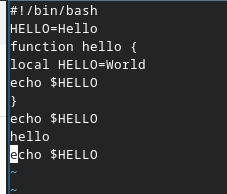 #!/bin/bash
HELLO=Hello
function hello {
local HELLO=World
echo $HELLO
}
echo $HELLO
hello
echo $HELLO
~
~